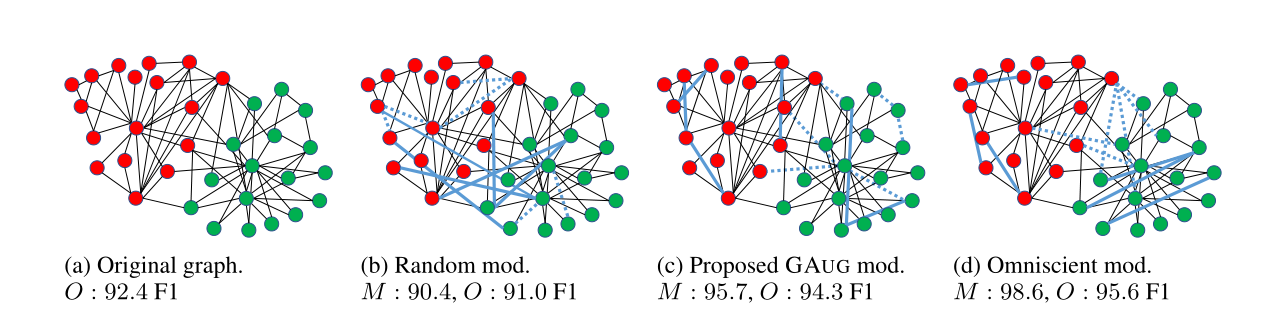 (a) Original graph.
O : 92.4 F1
(b) Random mod.
M : 90.4, O : 91.0 F1
(c) Proposed GAUG mod.
M : 95.7, O : 94.3 F1
(d) Omniscient mod.
M : 98.6, O : 95.6 F1